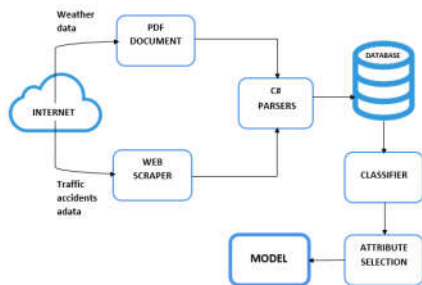 Weather
data
PDF
DOCUMENT
DATABASE
INTERNET
C#
PARSERS
WEB
SCRAPER
Traffic
accidents
adata
CLASSIFIER
MODEL
ATTRIBUTE
SELECTION